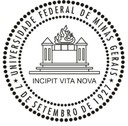 UNIVERSIDADE FEDERAL DE MINAS GERAIS
INCIPIT VITA NOVA
7 DE SETEMBRO DE 1927